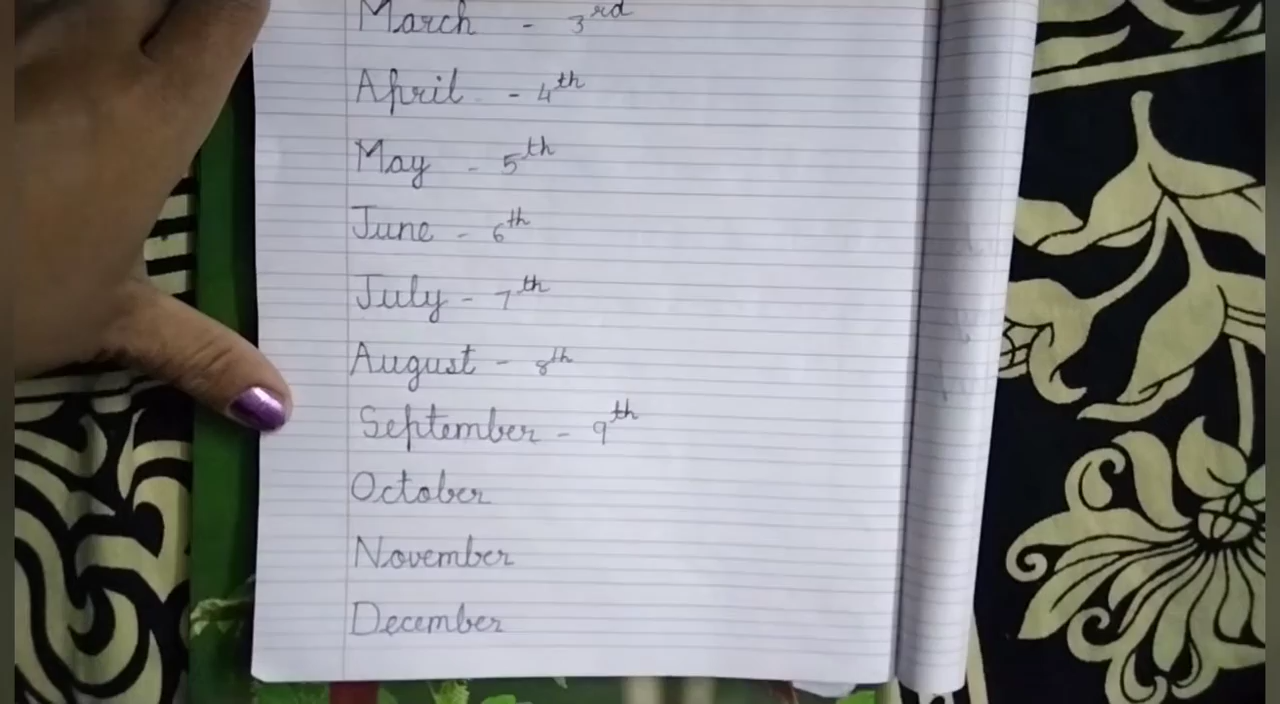 March - 3rd
April - 4th
May - 5th
June - 6th
July - 7th
August - 8th
September - 9th
October
November
December